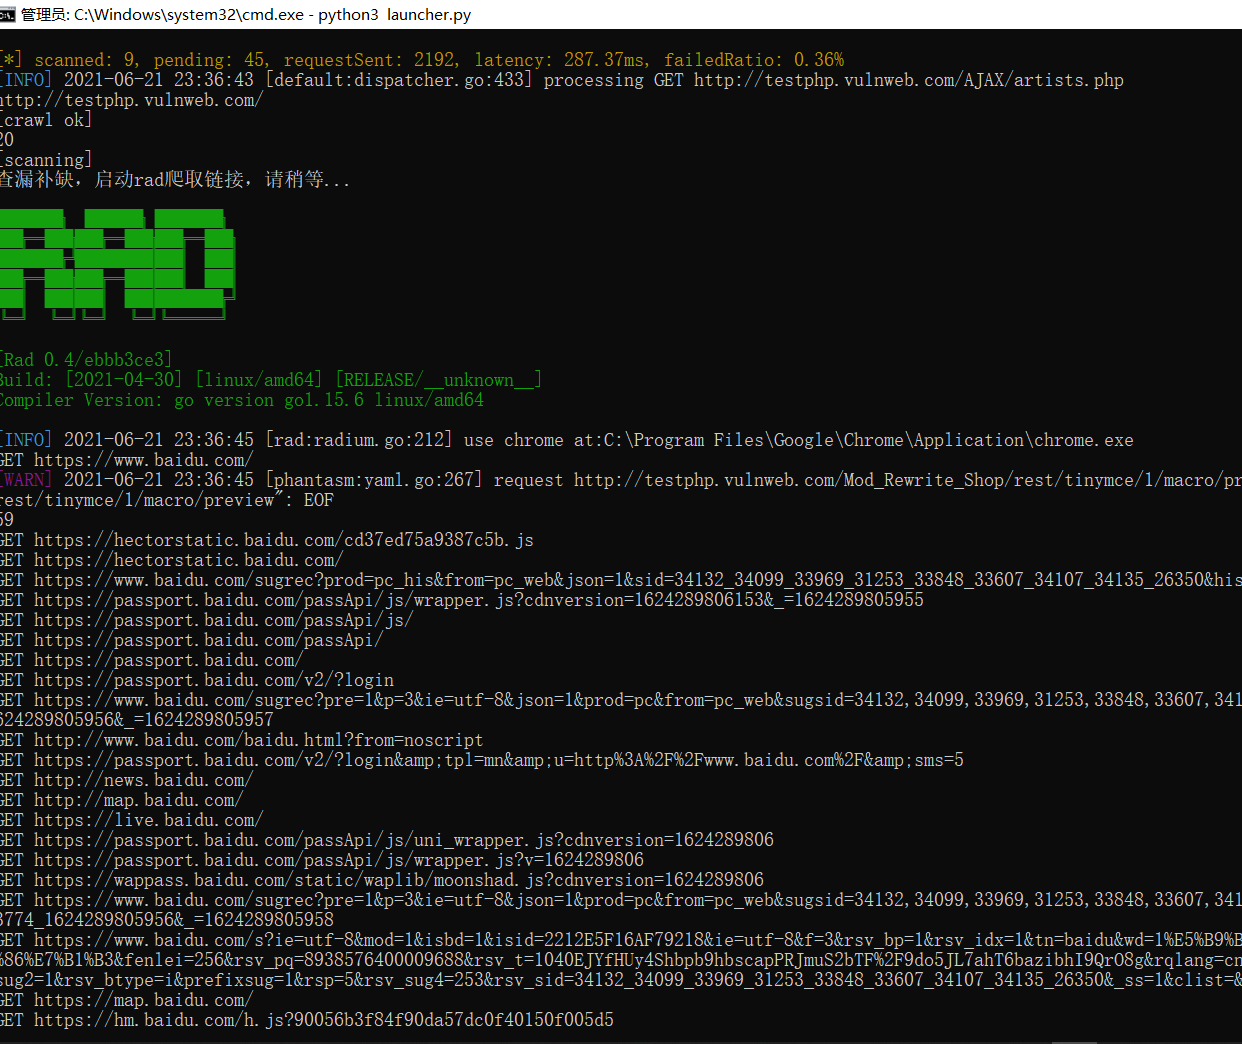 管理员: C:\Windows\system32\cmd.exe - python3 launcher.py
[*] scanned: 9, pending: 45, requestSent: 2192, latency: 287.37ms, failedRatio: 0.36%
[INFO] 2021-06-21 23:36:43 [default:dispatcher.go:433] processing GET http://testphp.vulnweb.com/AJAX/artists.php
http://testphp.vulnweb.com/
[crawl ok]
20
[scanning]
查漏补缺，启动rad爬取链接，请稍等...
RAD
[Rad 0.4/ebbb3ce3]
Build: [2021-04-30] [linux/amd64] [RELEASE/__unknown__]
Compiler Version: go version go1.15.6 linux/amd64
[INFO] 2021-06-21 23:36:45 [rad:radium.go:212] use chrome at:C:\Program Files\Google\Chrome\Application\chrome.exe
GET https://www.baidu.com/
[WARN] 2021-06-21 23:36:45 [phantasm:yaml.go:267] request http://testphp.vulnweb.com/Mod_Rewrite_Shop/rest/tinymce/1/macro/pr
rest/tinymce/1/macro/preview": EOF
59
GET https://hectorstatic.baidu.com/cd37ed75a9387c5b.js
GET https://hectorstatic.baidu.com/
GET https://www.baidu.com/sugrec?prod=pc_his&from=pc_web&json=1&sid=34132_34099_33969_31253_33848_33607_34107_34135_26350&his
GET https://passport.baidu.com/passApi/js/wrapper.js?cdnversion=1624289806153&_=1624289805955
GET https://passport.baidu.com/passApi/js/
GET https://passport.baidu.com/passApi/
GET https://passport.baidu.com/
GET https://passport.baidu.com/v2/?login
GET https://www.baidu.com/sugrec?pre=1&p=3&ie=utf-8&json=1&prod=pc&from=pc_web&sugsid=34132,34099,33969,31253,33848,33607,341
624289805956&_=1624289805957
GET http://www.baidu.com/baidu.html?from=noscript
GET https://passport.baidu.com/v2/?login&amp;tpl=mn&amp;u=http%3A%2F%2Fwww.baidu.com%2F&amp;sms=5
GET http://news.baidu.com/
GET http://map.baidu.com/
GET https://live.baidu.com/
GET https://passport.baidu.com/passApi/js/uni_wrapper.js?cdnversion=1624289806
GET https://passport.baidu.com/passApi/js/wrapper.js?v=1624289806
GET https://wappass.baidu.com/static/waplib/moonshad.js?cdnversion=1624289806
GET https://www.baidu.com/sugrec?pre=1&p=3&ie=utf-8&json=1&prod=pc&from=pc_web&sugsid=34132,34099,33969,31253,33848,33607,341
3774_1624289805956&_=1624289805958
GET https://www.baidu.com/s?ie=utf-8&mod=1&isbd=1&isid=2212E5F16AF79218&ie=utf-8&f=3&rsv_bp=1&rsv_idx=1&tn=baidu&wd=1%E5%B9%B
%86%E7%B1%B3&fenlei=256&rsv_pq=8938576400009688&rsv_t=1040EJYfHUy4Shbpb9hbscapPRJmuS2bTF%2F9do5JL7ahT6bazibhI9QrO8g&rqlang=cn
sug2=1&rsv_btype=i&prefixsug=1&rsp=5&rsv_sug4=253&rsv_sid=34132_34099_33969_31253_33848_33607_34107_34135_26350&_ss=1&clist=&
GET https://map.baidu.com/
GET https://hm.baidu.com/h.js?90056b3f84f90da57dc0f40150f005d5